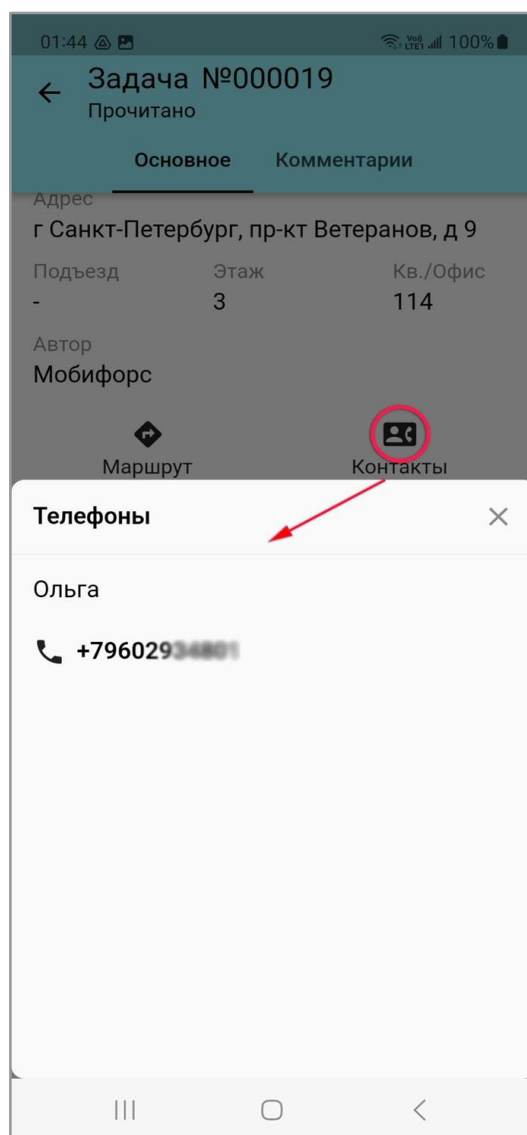 01:44 100%
Задача №000019
Прочитано
Основное Комментарии
Адрес
г Санкт-Петербург, пр-кт Ветеранов, д 9
Подъезд Этаж Кв./Офис
- 3 114
Автор
Мобифорс
Маршрут Контакты
Телефоны
Ольга
+796029